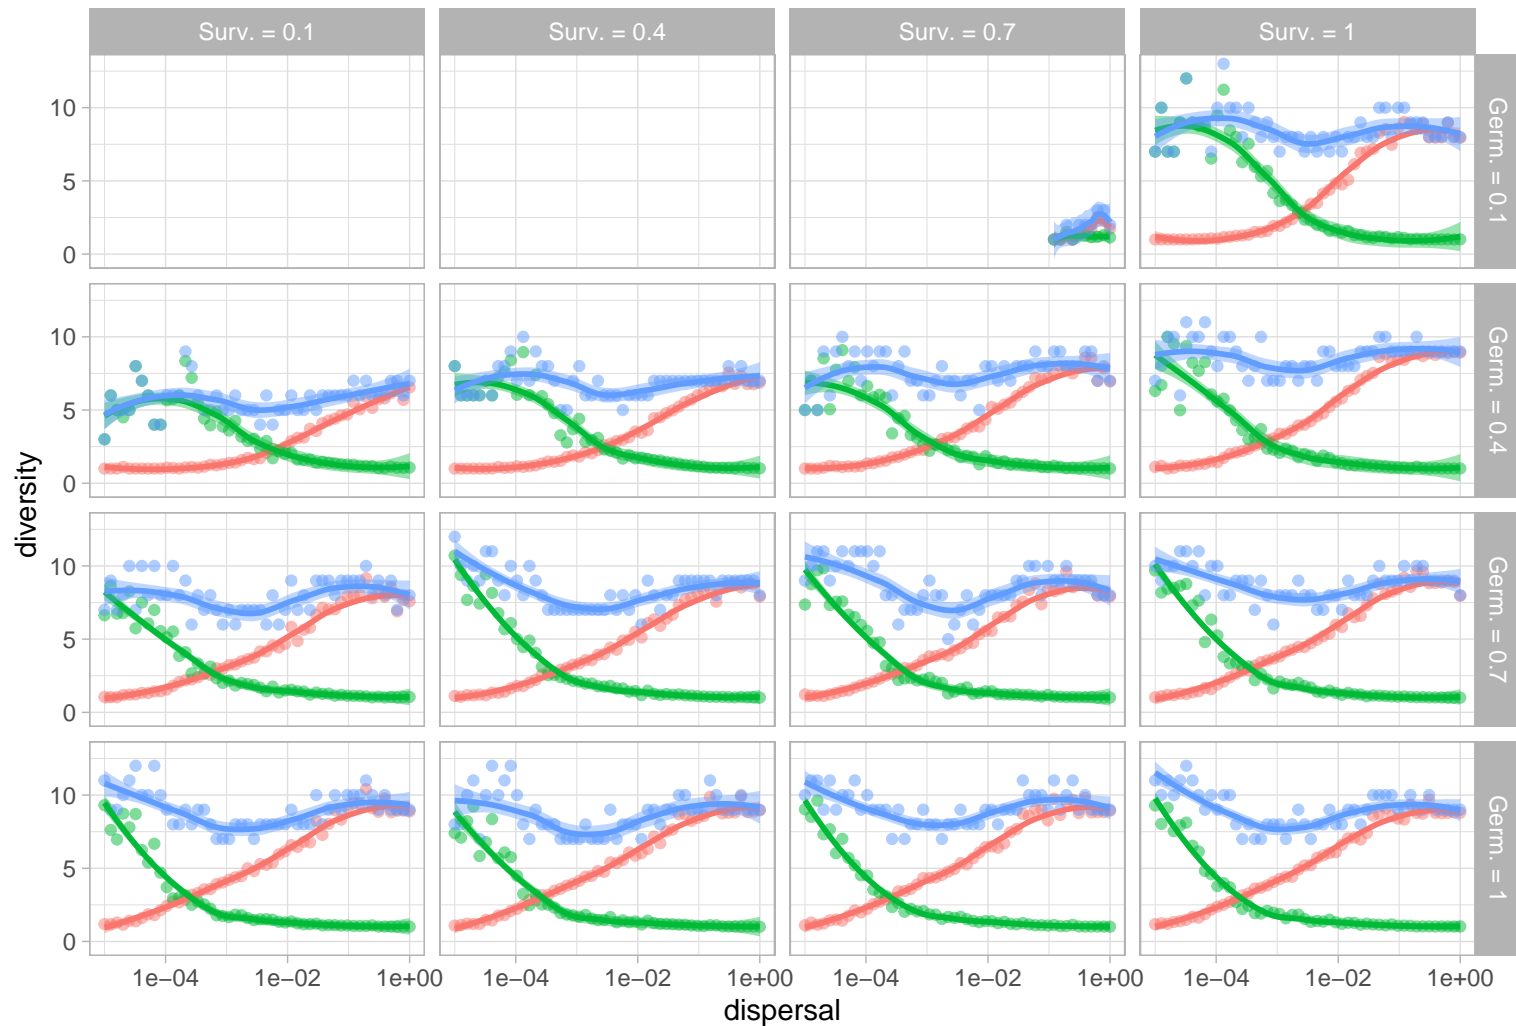 Surv. = 0.1
Surv. = 0.4
Surv. = 0.7
Surv. = 1
10
5
0
Germ. = 0.1
10
5
0
Germ. = 0.4
10
5
0
Germ. = 0.7
10
5
0
Germ. = 1
diversity
1e−04
1e−02
1e+00
1e−04
1e−02
1e+00
1e−04
1e−02
1e+00
1e−04
1e−02
1e+00
dispersal